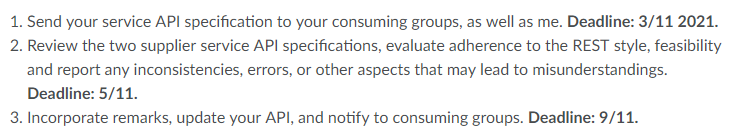 1. Send your service API specification to your consuming groups, as well as me. Deadline: 3/11 2021.
2. Review the two supplier service API specifications, evaluate adherence to the REST style, feasibility
and report any inconsistencies, errors, or other aspects that may lead to misunderstandings.
Deadline: 5/11.
3. Incorporate remarks, update your API, and notify to consuming groups. Deadline: 9/11.